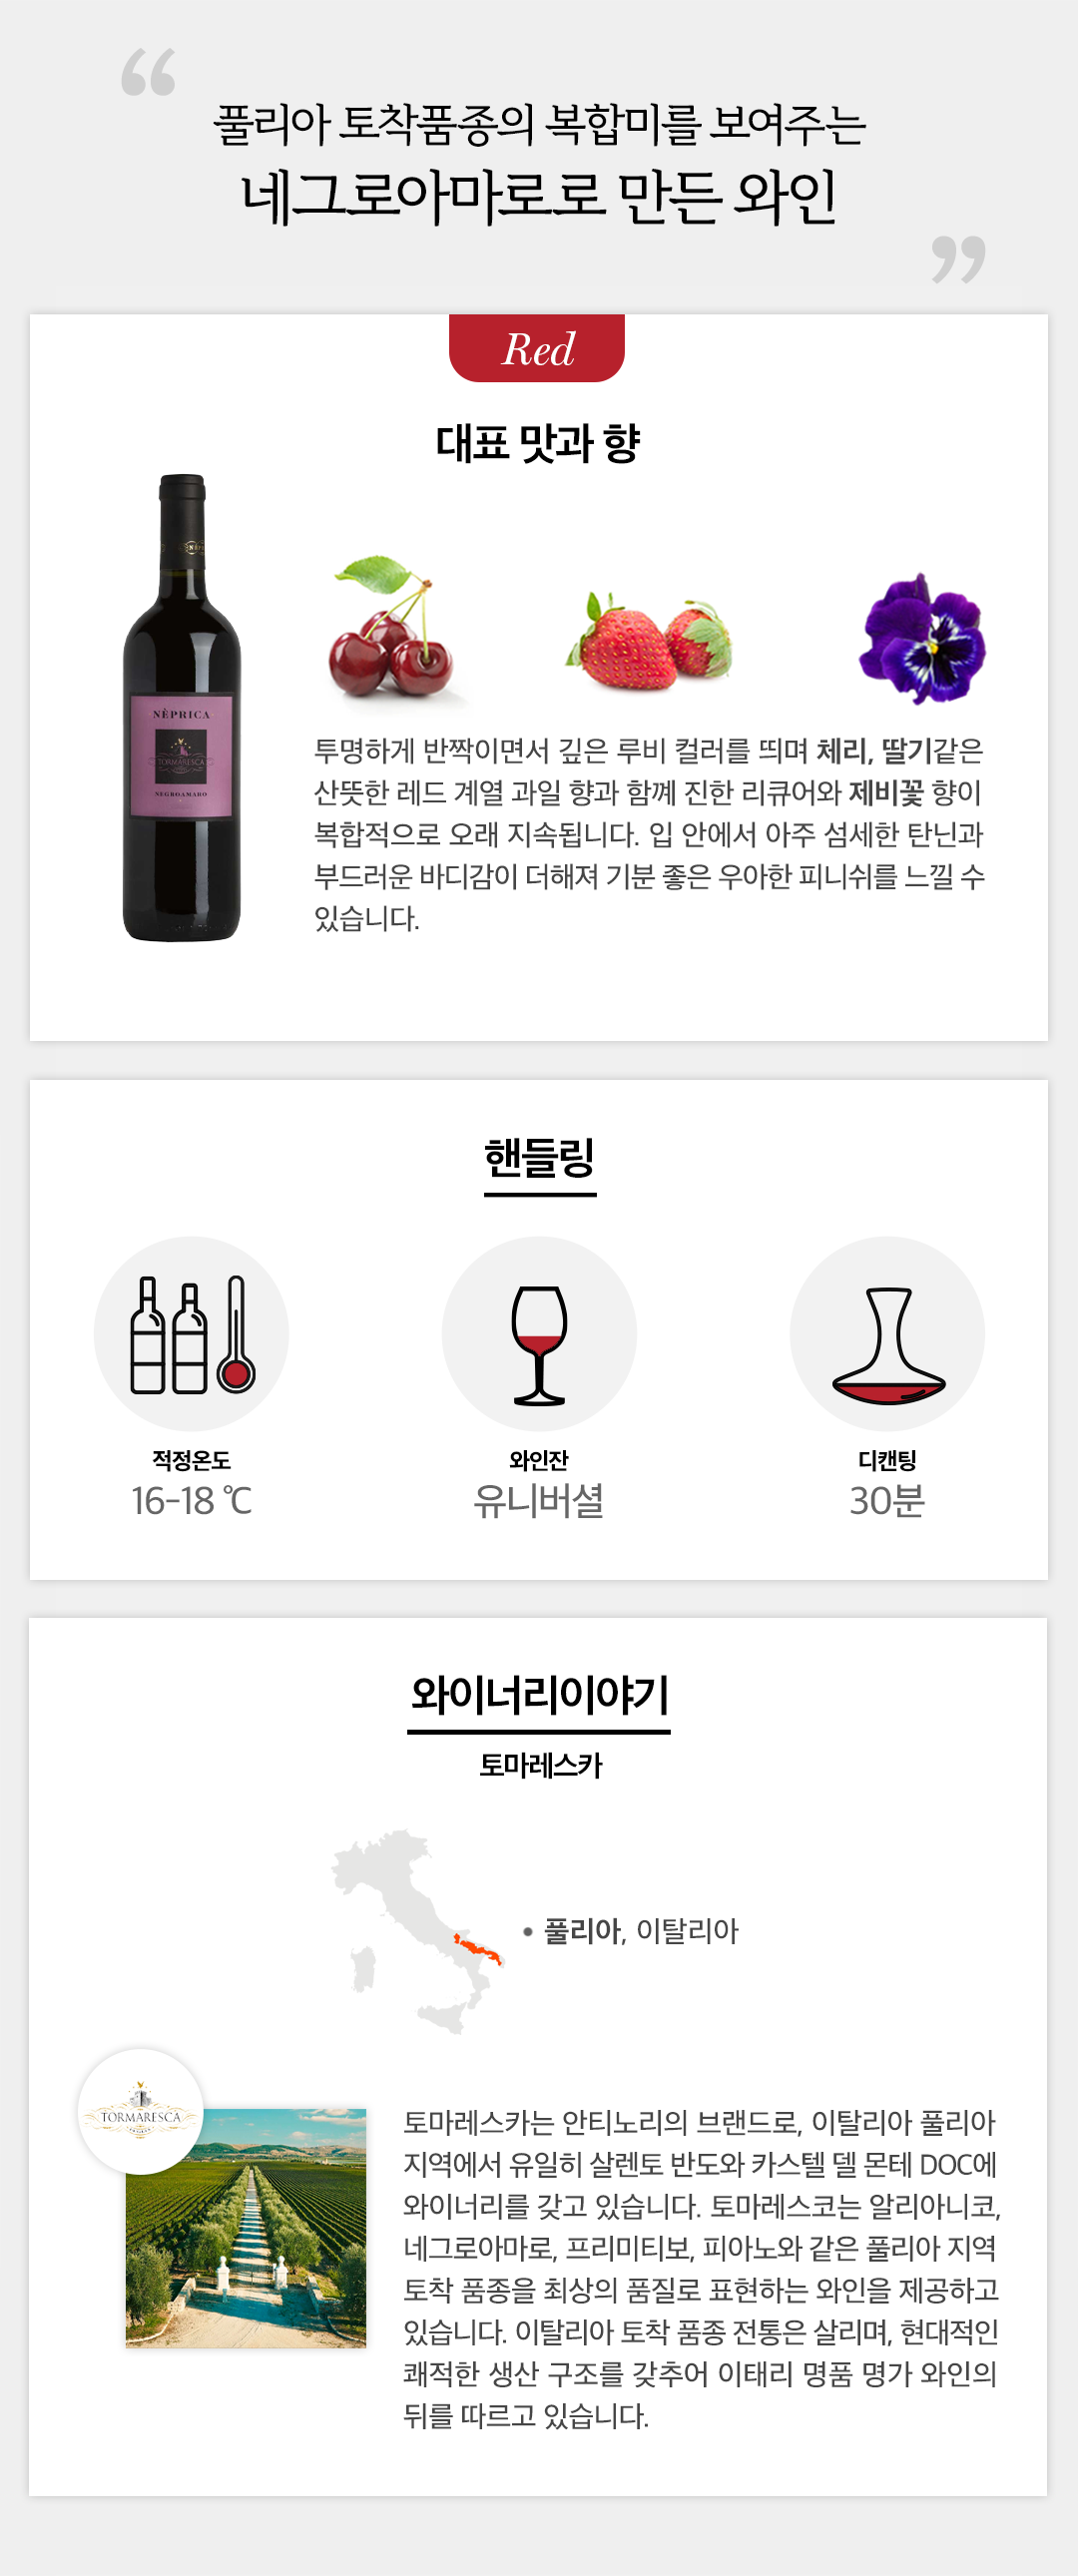 “
풀리아 토착품종의 복합미를 보여주는
네그로아마로로 만든 와인
”
Red
대표 맛과 향
NÈPRICA
TORMARESCA
NEGROAMARO
투명하게 반짝이면서 깊은 루비 컬러를 띄며 체리, 딸기같은
산뜻한 레드 계열 과일 향과 함꼐 진한 리큐어와 제비꽃 향이
복합적으로 오래 지속됩니다. 입 안에서 아주 섬세한 탄닌과
부드러운 바디감이 더해져 기분 좋은 우아한 피니쉬를 느낄 수
있습니다.
핸들링
적정온도
16-18 ℃
와인잔
유니버셜
디캔팅
30분
와이너리이야기
토마레스카
• 풀리아, 이탈리아
TORMARESCA
토마레스카는 안티노리의 브랜드로, 이탈리아 풀리아
지역에서 유일히 살렌토 반도와 카스텔 델 몬테 DOC에
와이너리를 갖고 있습니다. 토마레스코는 알리아니코,
네그로아마로, 프리미티보, 피아노와 같은 풀리아 지역
토착 품종을 최상의 품질로 표현하는 와인을 제공하고
있습니다. 이탈리아 토착 품종 전통은 살리며, 현대적인
쾌적한 생산 구조를 갖추어 이태리 명품 명가 와인의
뒤를 따르고 있습니다.